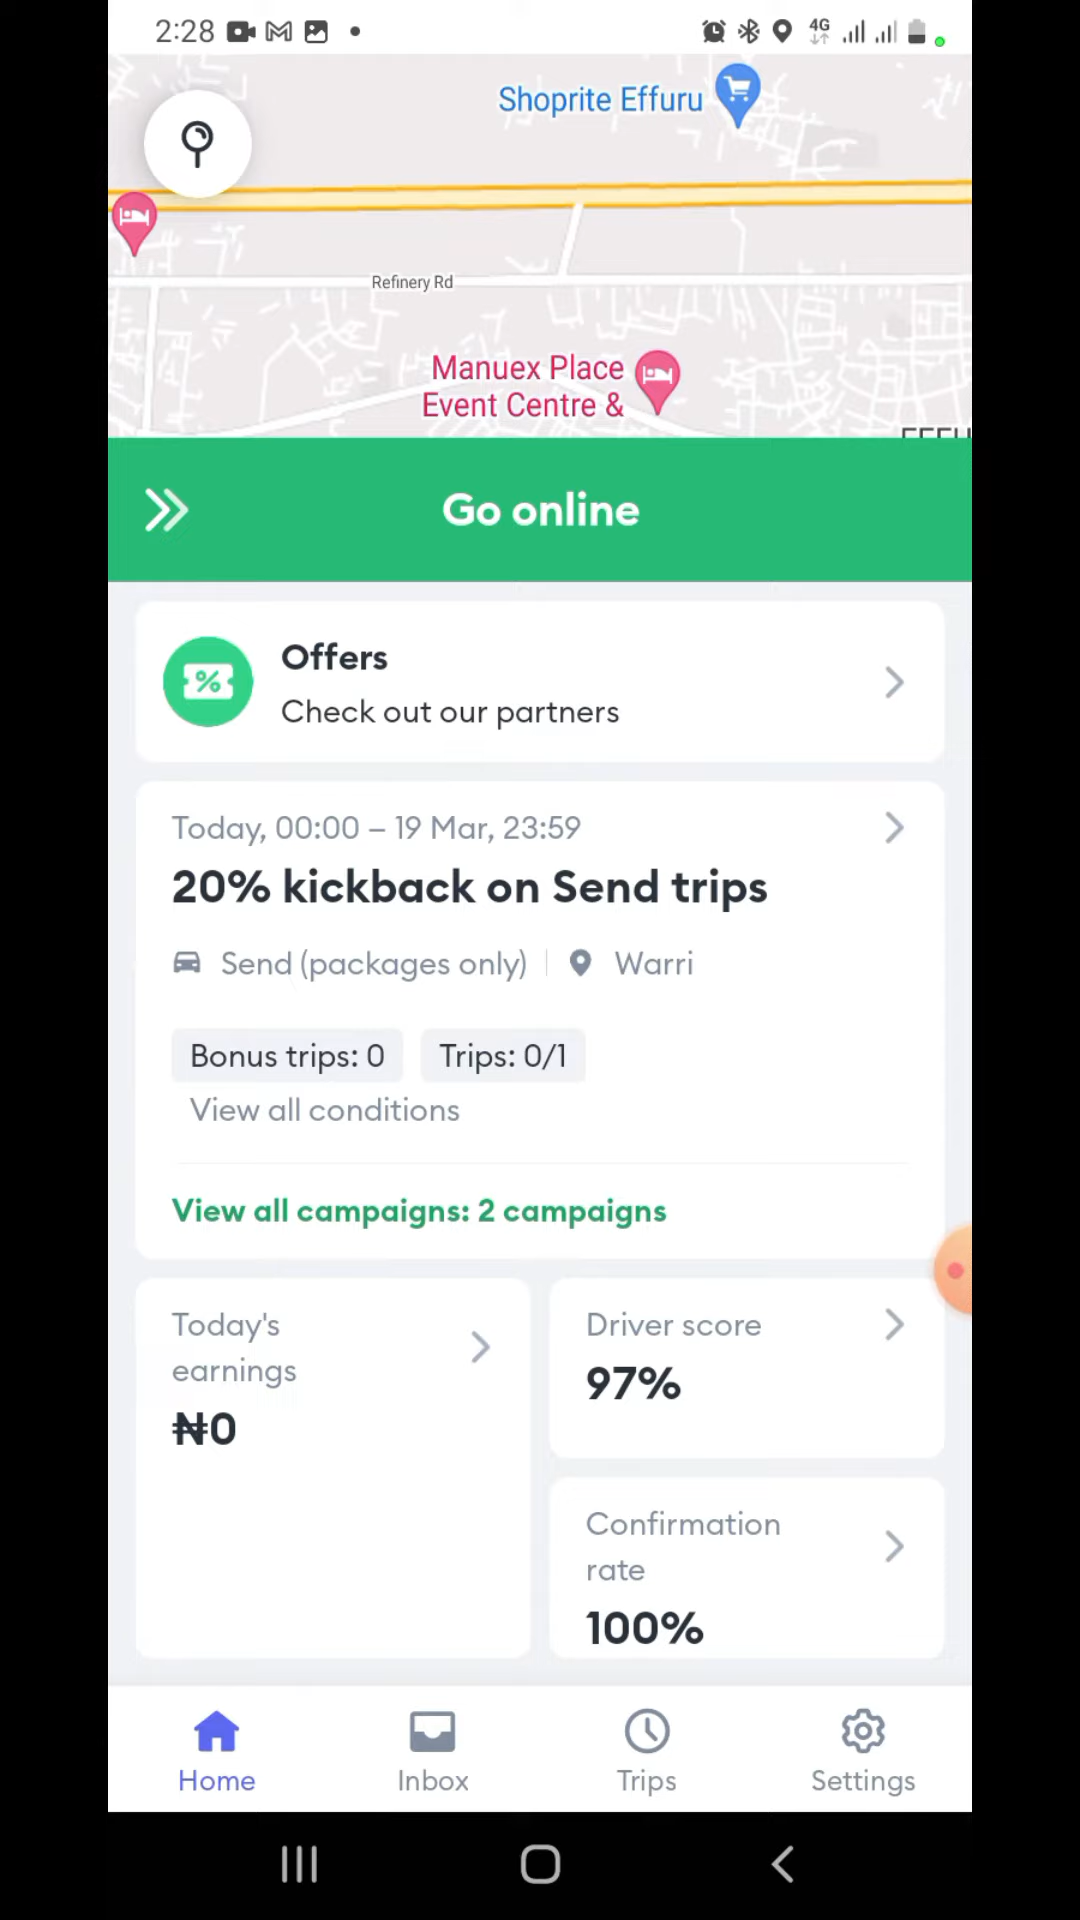 2:28
4G
Shoprite Effuru
Refinery Rd
Manuex Place
Event Centre &
Go online
Offers
Check out our partners
Today, 00:00 – 19 Mar, 23:59
20% kickback on Send trips
Send (packages only)
Warri
Bonus trips: 0
Trips: 0/1
View all conditions
View all campaigns: 2 campaigns
Today's
earnings
₦0
Driver score
97%
Confirmation
rate
100%
Home
Inbox
Trips
Settings